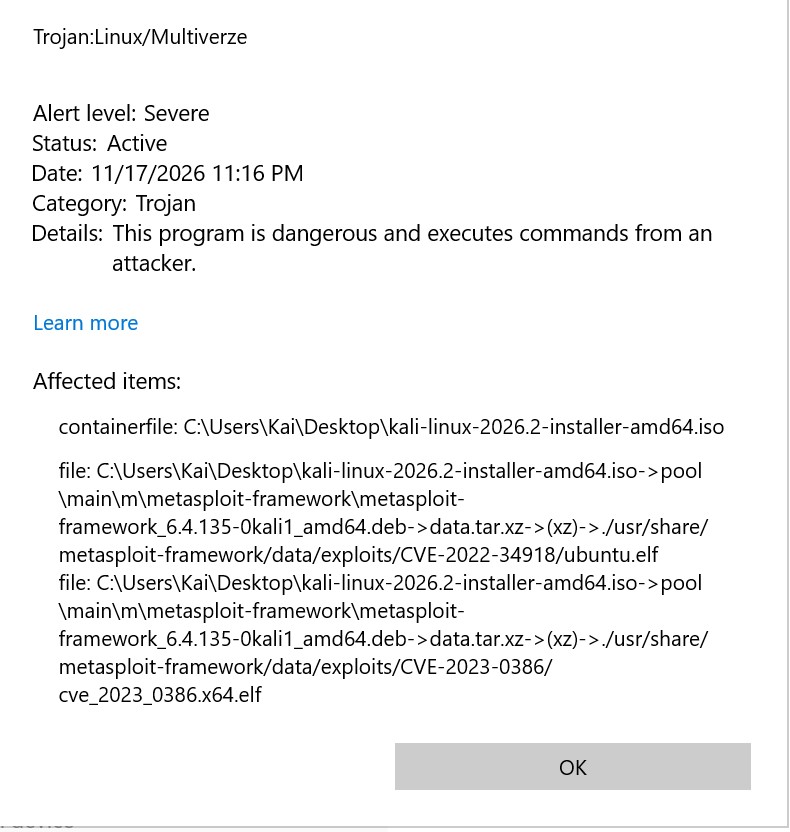 Trojan:Linux/Multiverze
Alert level: Severe
Status: Active
Date: 11/17/2026 11:16 PM
Category: Trojan
Details: This program is dangerous and executes commands from an
attacker.
Learn more
Affected items:
containerfile: C:\Users\Kai\Desktop\kali-linux-2026.2-installer-amd64.iso
file: C:\Users\Kai\Desktop\kali-linux-2026.2-installer-amd64.iso->pool
\main\m\metasploit-framework\metasploit-
framework_6.4.135-0kali1_amd64.deb->data.tar.xz->(xz)->./usr/share/
metasploit-framework/data/exploits/CVE-2022-34918/ubuntu.elf
file: C:\Users\Kai\Desktop\kali-linux-2026.2-installer-amd64.iso->pool
\main\m\metasploit-framework\metasploit-
framework_6.4.135-0kali1_amd64.deb->data.tar.xz->(xz)->./usr/share/
metasploit-framework/data/exploits/CVE-2023-0386/
cve_2023_0386.x64.elf
OK